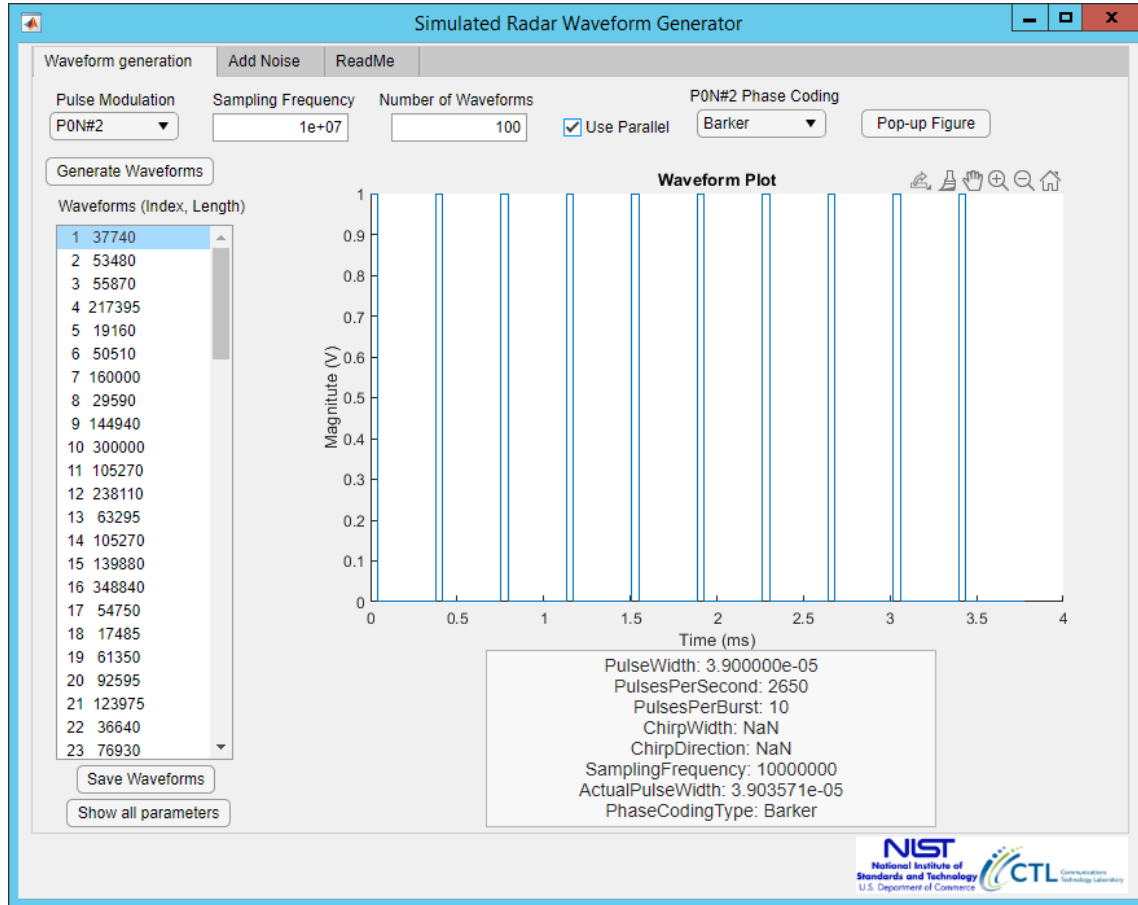 Simulated Radar Waveform Generator
Waveform generation Add Noise ReadMe
Pulse Modulation Sampling Frequency Number of Waveforms P0N#2 Phase Coding
P0N#2 1e+07 100 Use Parallel Barker Pop-up Figure
Generate Waveforms
Waveforms (Index, Length)
1 37740
2 53480
3 55870
4 217395
5 19160
6 50510
7 160000
8 29590
9 144940
10 300000
11 105270
12 238110
13 63295
14 105270
15 139880
16 348840
17 54750
18 17485
19 61350
20 92595
21 123975
22 36640
23 76930
Save Waveforms
Show all parameters
Waveform Plot
1
0.9
0.8
0.7
0.6
0.5
0.4
0.3
0.2
0.1
0
Magnitute (V)
0 0.5 1 1.5 2 2.5 3 3.5 4
Time (ms)
PulseWidth: 3.900000e-05
PulsesPerSecond: 2650
PulsesPerBurst: 10
ChirpWidth: NaN
ChirpDirection: NaN
SamplingFrequency: 10000000
ActualPulseWidth: 3.903571e-05
PhaseCodingType: Barker
NIST
National Institute of
Standards and Technology
U.S. Department of Commerce
CTL
Communications
Technology Laboratory